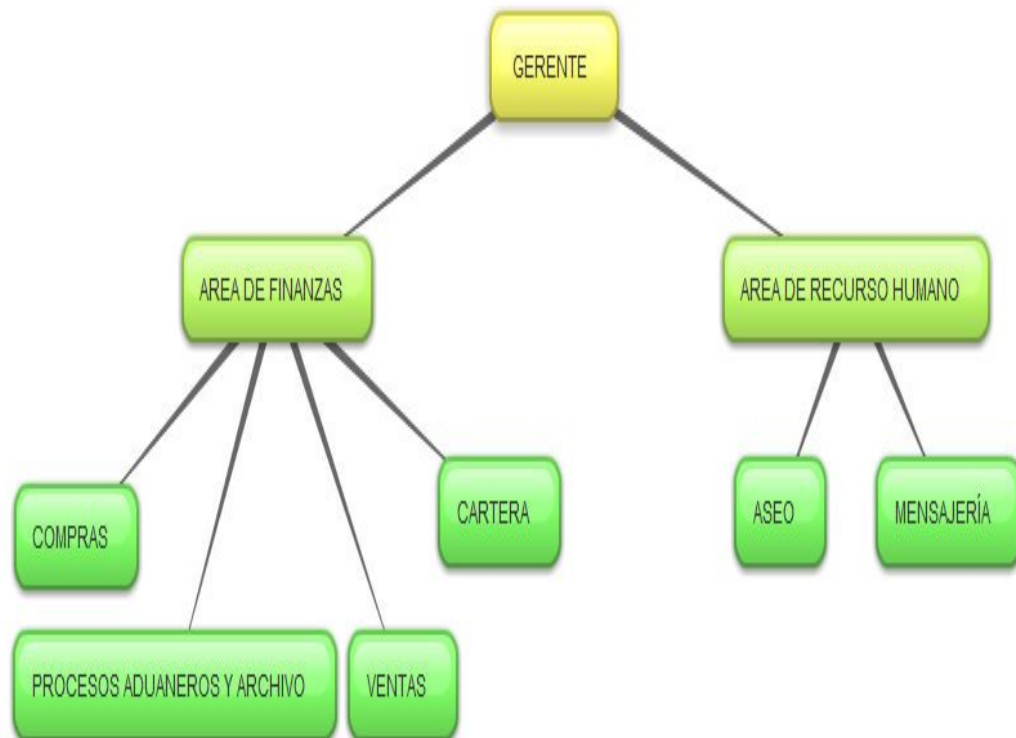 GERENTE
AREA DE FINANZAS
AREA DE RECURSO HUMANO
COMPRAS
CARTERA
ASEO
MENSAJERÍA
PROCESOS ADUANEROS Y ARCHIVO
VENTAS